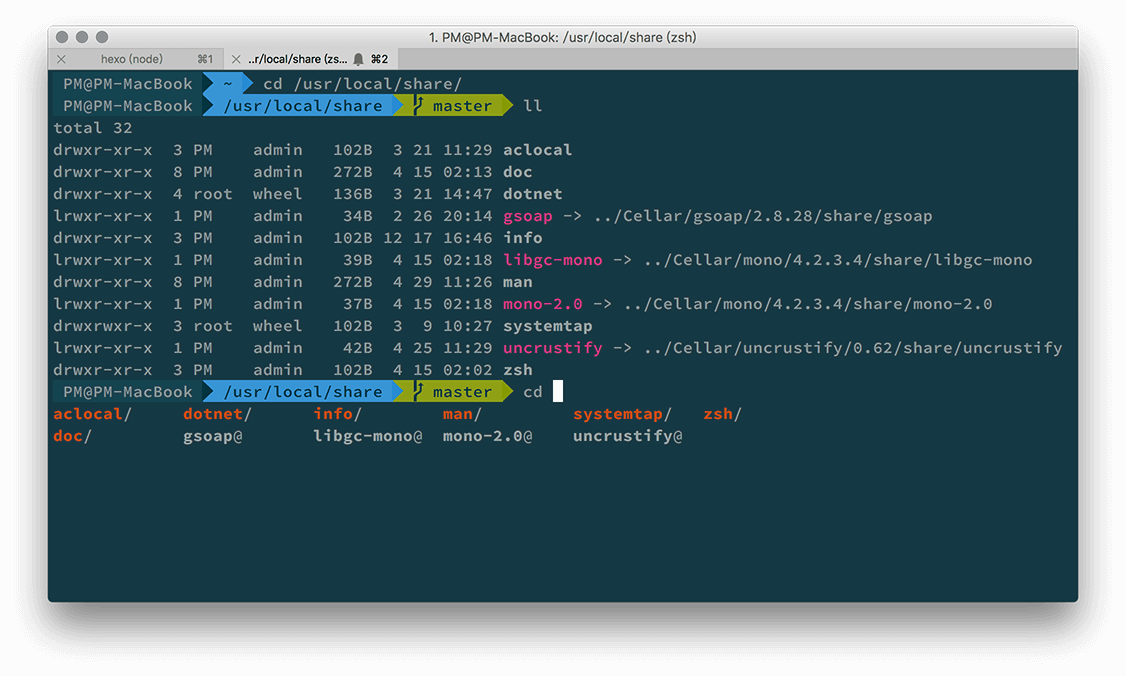 1. PM@PM-MacBook: /usr/local/share (zsh)
hexo (node) ⌘1 ..r/local/share (zs... ⌘2
PM@PM-MacBook ~ cd /usr/local/share/
PM@PM-MacBook /usr/local/share master ll
total 32
drwxr-xr-x 3 PM admin 102B 3 21 11:29 aclocal
drwxr-xr-x 8 PM admin 272B 4 15 02:13 doc
drwxr-xr-x 4 root wheel 136B 3 21 14:47 dotnet
lrwxr-xr-x 1 PM admin 34B 2 26 20:14 gsoap -> ../Cellar/gsoap/2.8.28/share/gsoap
drwxr-xr-x 3 PM admin 102B 12 17 16:46 info
lrwxr-xr-x 1 PM admin 39B 4 15 02:18 libgc-mono -> ../Cellar/mono/4.2.3.4/share/libgc-mono
drwxr-xr-x 8 PM admin 272B 4 29 11:26 man
lrwxr-xr-x 1 PM admin 37B 4 15 02:18 mono-2.0 -> ../Cellar/mono/4.2.3.4/share/mono-2.0
drwxrwxr-x 3 root wheel 102B 3 9 10:27 systemtap
lrwxr-xr-x 1 PM admin 42B 4 25 11:29 uncrustify -> ../Cellar/uncrustify/0.62/share/uncrustify
drwxr-xr-x 3 PM admin 102B 4 15 02:02 zsh
PM@PM-MacBook /usr/local/share master cd
aclocal/ dotnet/ info/ man/ systemtap/ zsh/
doc/ gsoap@ libgc-mono@ mono-2.0@ uncrustify@